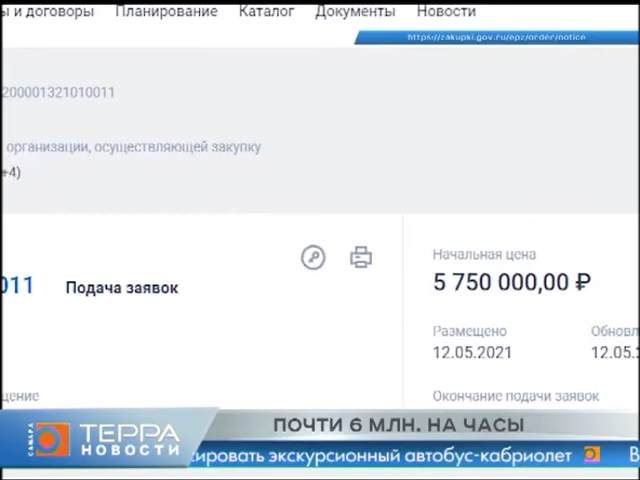 ы и договоры Планирование Каталог Документы Новости
https://zakupki.gov.ru/epz/order/notice
200001321010011
организации, осуществляющей закупку
+4)
011 Подача заявок
Начальная цена
5 750 000,00 ₽
Размещено Обновл
12.05.2021 12.05.
щение
Окончание подачи заявок
САМАРА ТЕРРА НОВОСТИ
ПОЧТИ 6 МЛН. НА ЧАСЫ
сировать экскурсионный автобус-кабриолет В